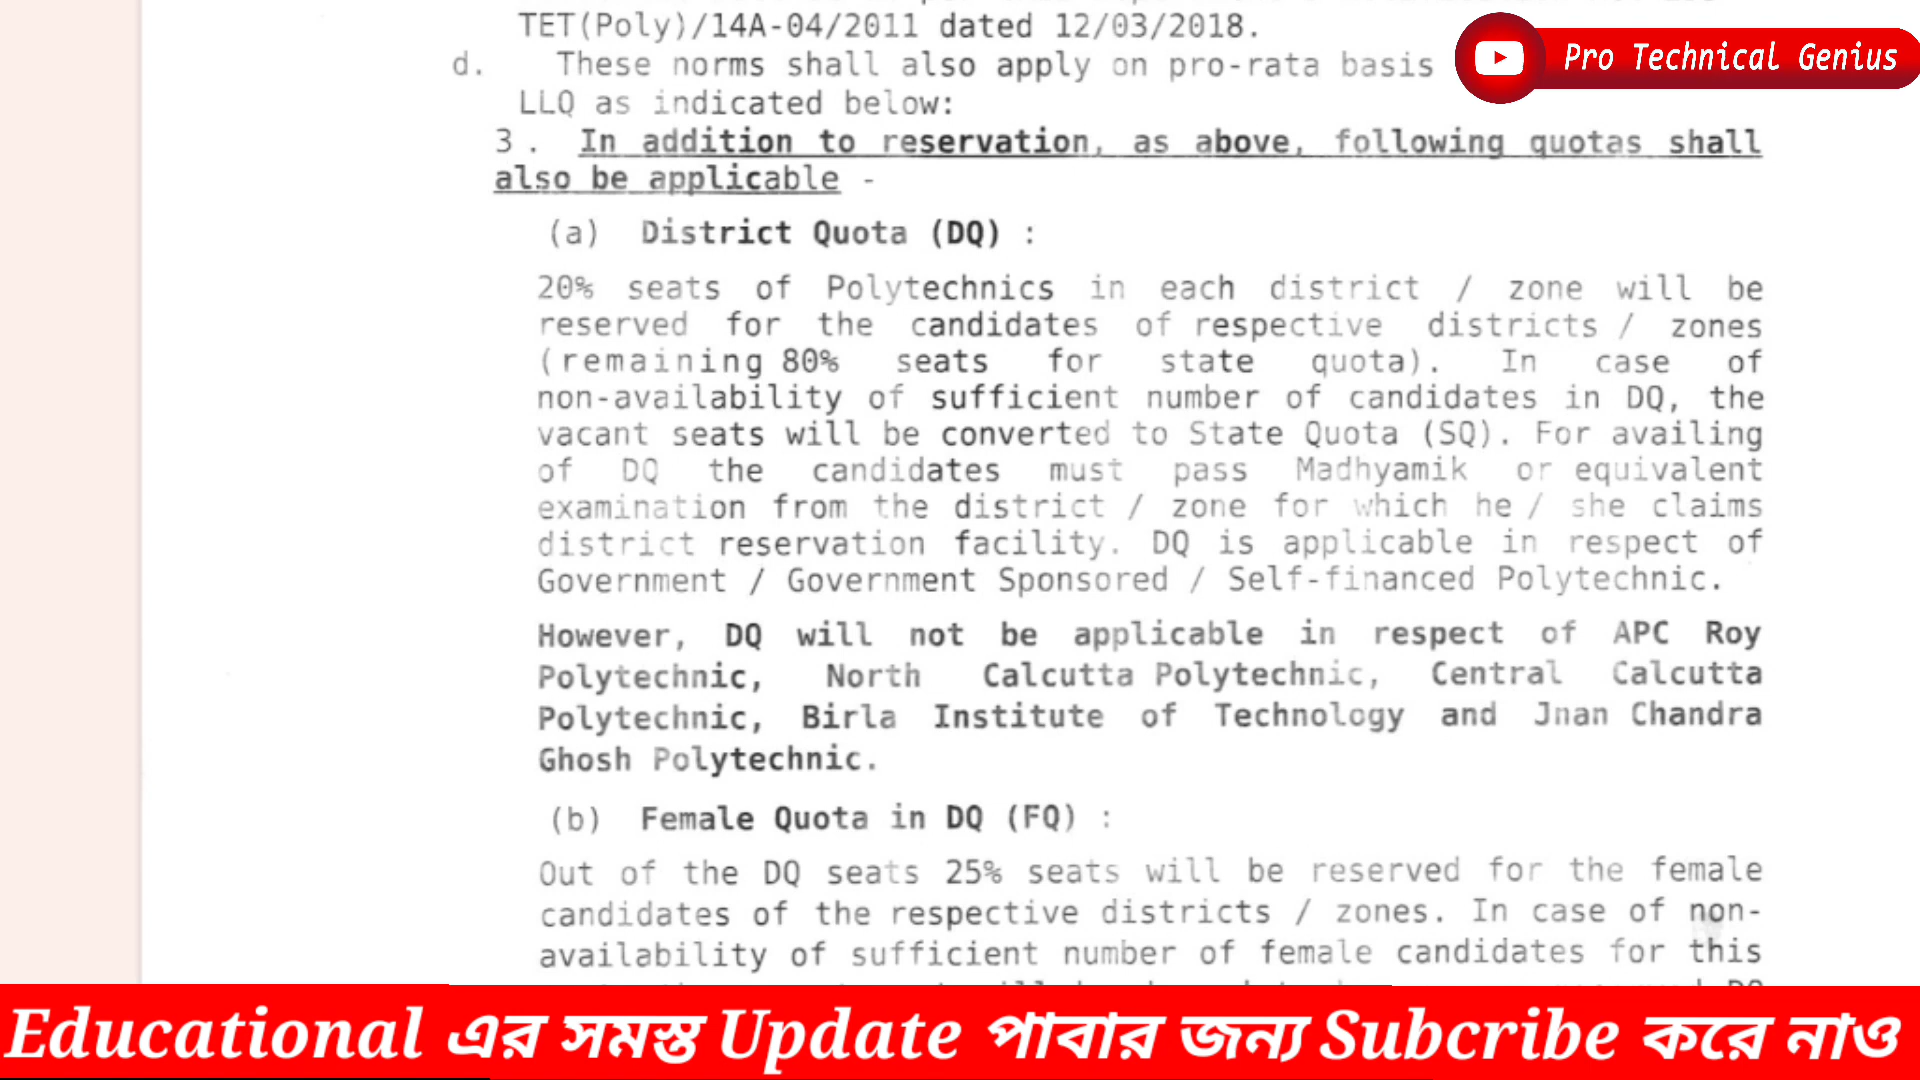 TET(Poly)/14A-04/2011 dated 12/03/2018.
d. These norms shall also apply on pro-rata basis
LLQ as indicated below:
3. In addition to reservation, as above, following quotas shall
also be applicable -
(a) District Quota (DQ) :
20% seats of Polytechnics in each district / zone will be
reserved for the candidates of respective districts / zones
(remaining 80% seats for state quota). In case of
non-availability of sufficient number of candidates in DQ, the
vacant seats will be converted to State Quota (SQ). For availing
of DQ the candidates must pass Madhyamik or equivalent
examination from the district / zone for which he / she claims
district reservation facility. DQ is applicable in respect of
Government / Government Sponsored / Self-financed Polytechnic.
However, DQ will not be applicable in respect of APC Roy
Polytechnic, North Calcutta Polytechnic, Central Calcutta
Polytechnic, Birla Institute of Technology and Jnan Chandra
Ghosh Polytechnic.
(b) Female Quota in DQ (FQ) :
Out of the DQ seats 25% seats will be reserved for the female
candidates of the respective districts / zones. In case of non-
availability of sufficient number of female candidates for this
Pro Technical Genius
Educational এর সমস্ত Update পাবার জন্য Subcribe করে নাও